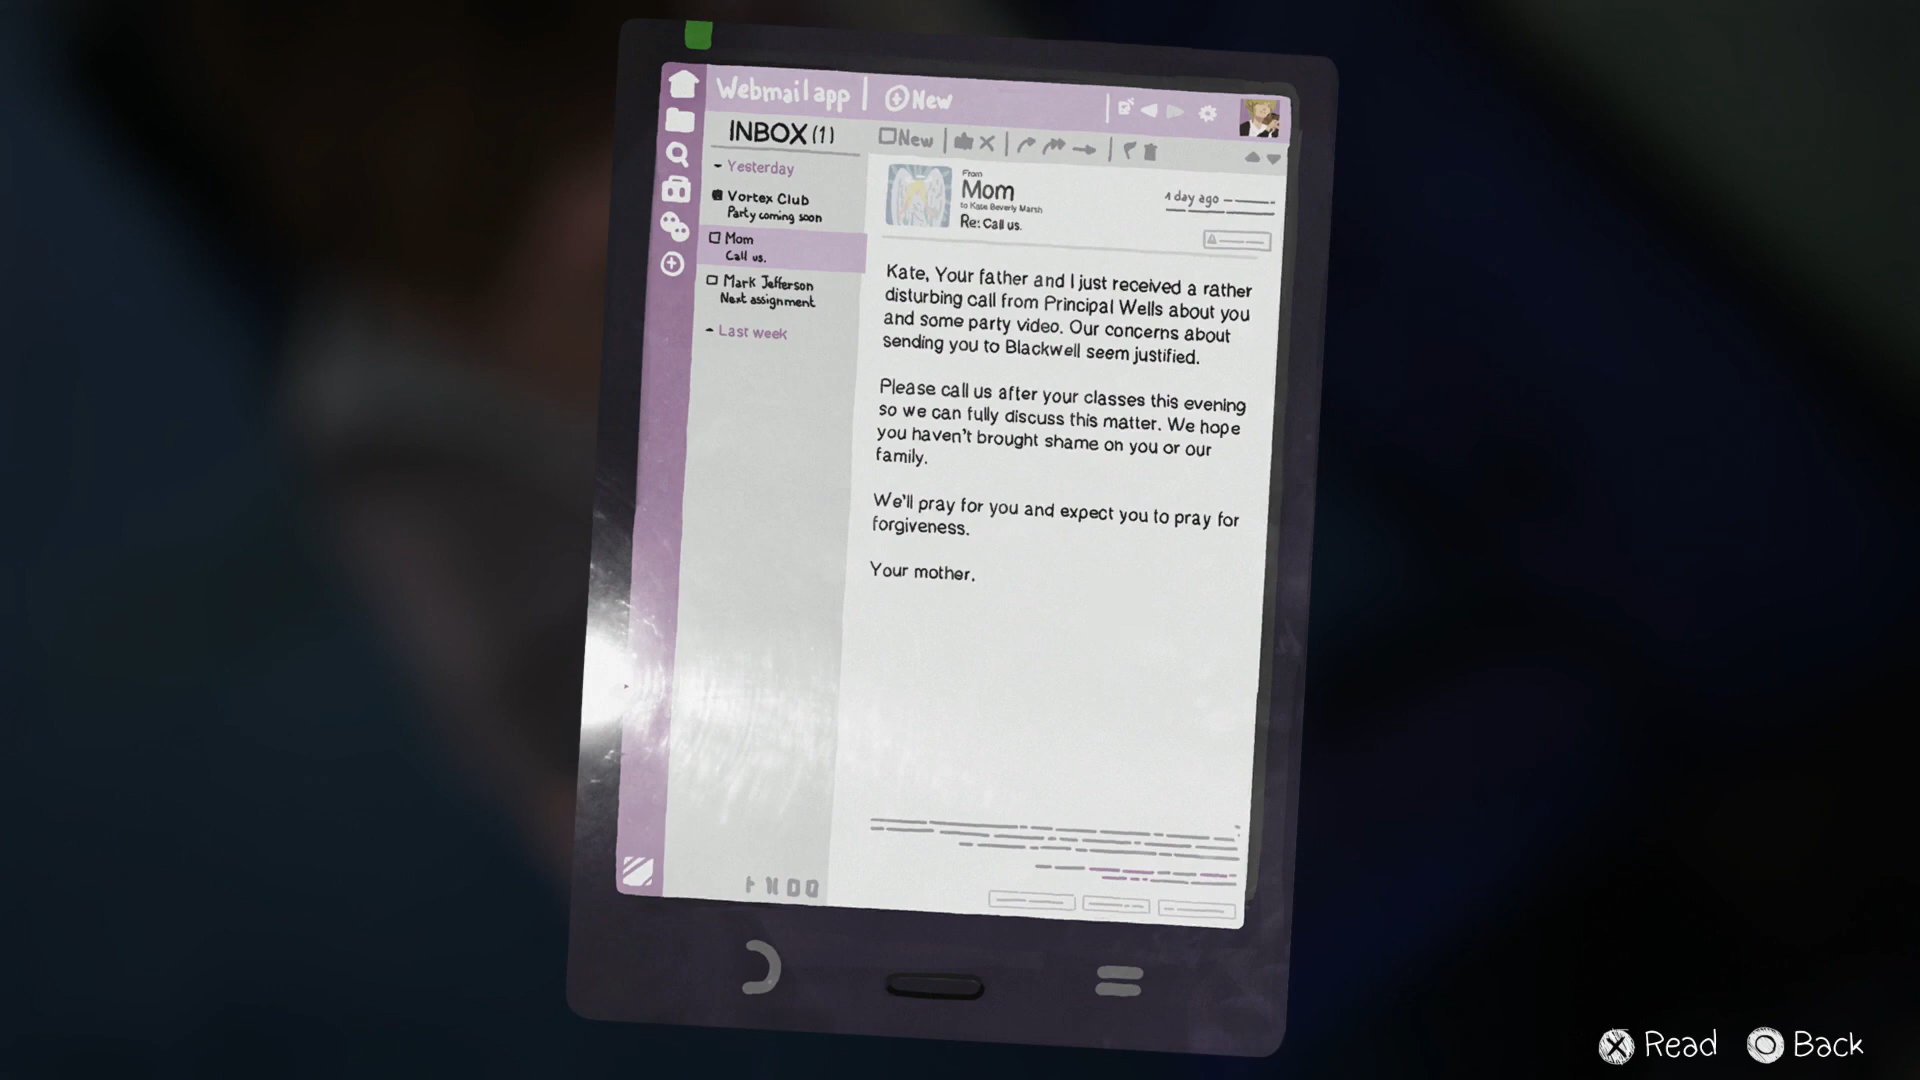 Webmail app
New
INBOX (1)
Yesterday
Vortex Club
Party coming soon
Mom
Call us.
Mark Jefferson
Next assignment
Last week
New
From
Mom
to Kate Beverly Marsh
Re: Call us.
1 day ago
Kate, Your father and I just received a rather
disturbing call from Principal Wells about you
and some party video. Our concerns about
sending you to Blackwell seem justified.
Please call us after your classes this evening
so we can fully discuss this matter. We hope
you haven't brought shame on you or our
family.
We'll pray for you and expect you to pray for
forgiveness.
Your mother.
Read
Back